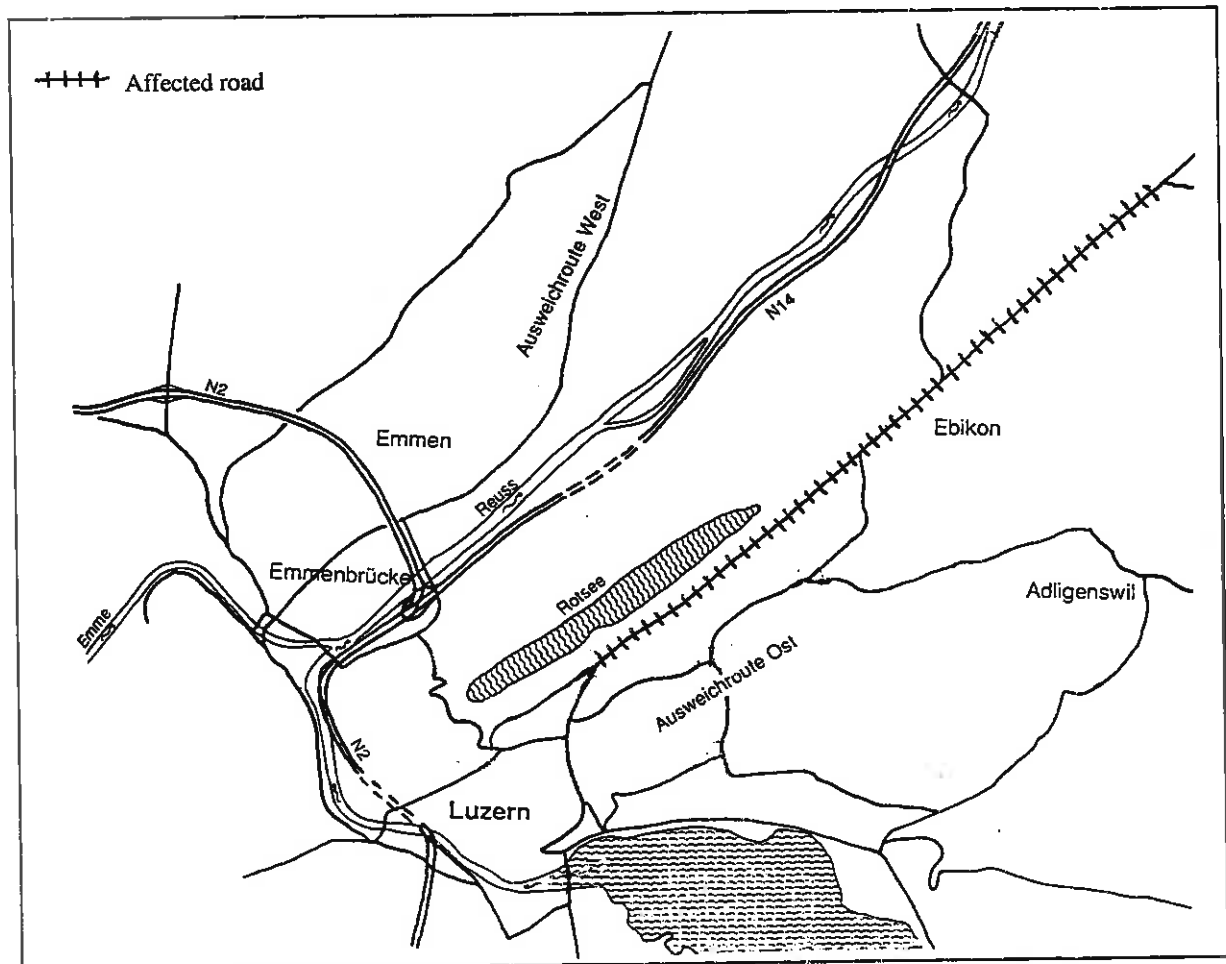 Affected road
Ausweichroute West
N14
N2
Emmen
Ebikon
Reuss
Emmenbrücke
Rotsee
Adligenswil
Emme
Ausweichroute Ost
N2
Luzern